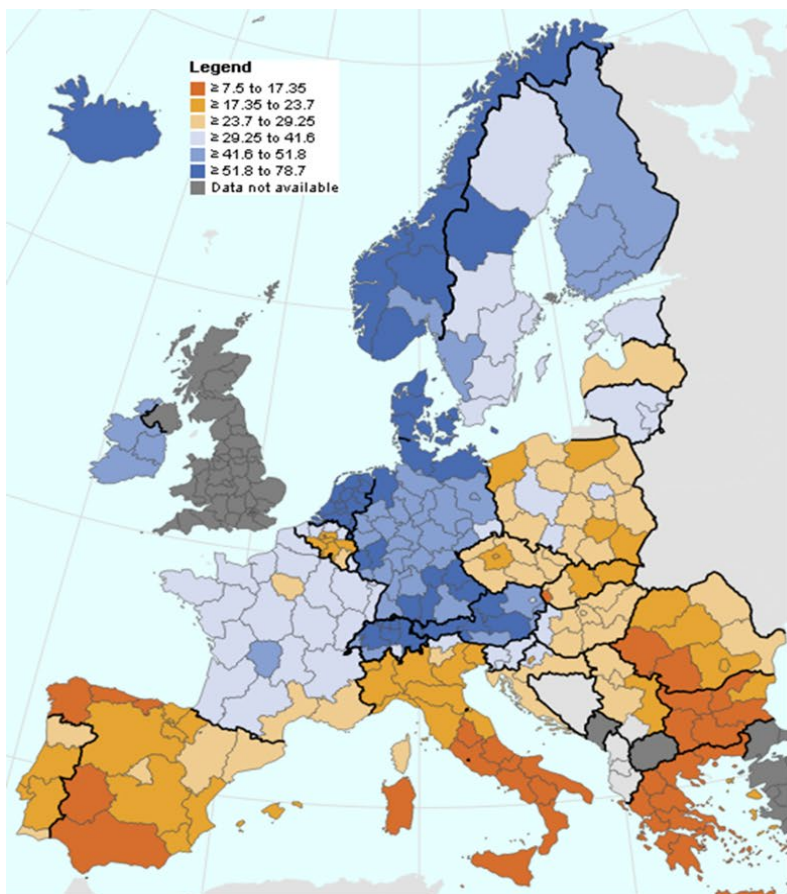 Legend
≥ 7.5 to 17.35
≥ 17.35 to 23.7
≥ 23.7 to 29.25
≥ 29.25 to 41.6
≥ 41.6 to 51.8
≥ 51.8 to 78.7
Data not available